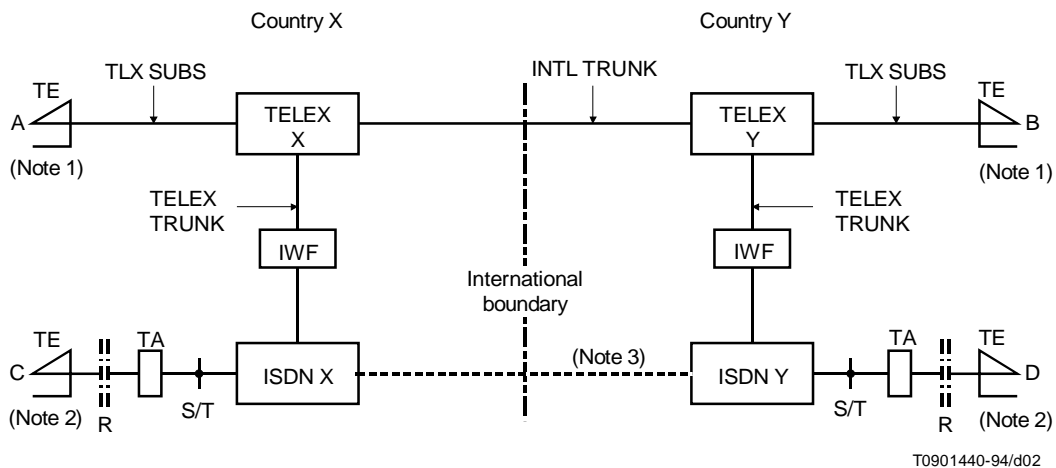 Country X
Country Y
TE
TLX SUBS
INTL TRUNK
TLX SUBS
TE
A
TELEX
X
TELEX
Y
B
(Note 1)
(Note 1)
TELEX
TRUNK
TELEX
TRUNK
IWF
IWF
International
boundary
TE
TA
(Note 3)
TA
TE
C
ISDN X
ISDN Y
D
(Note 2)
R
S/T
S/T
R
(Note 2)
T0901440-94/d02